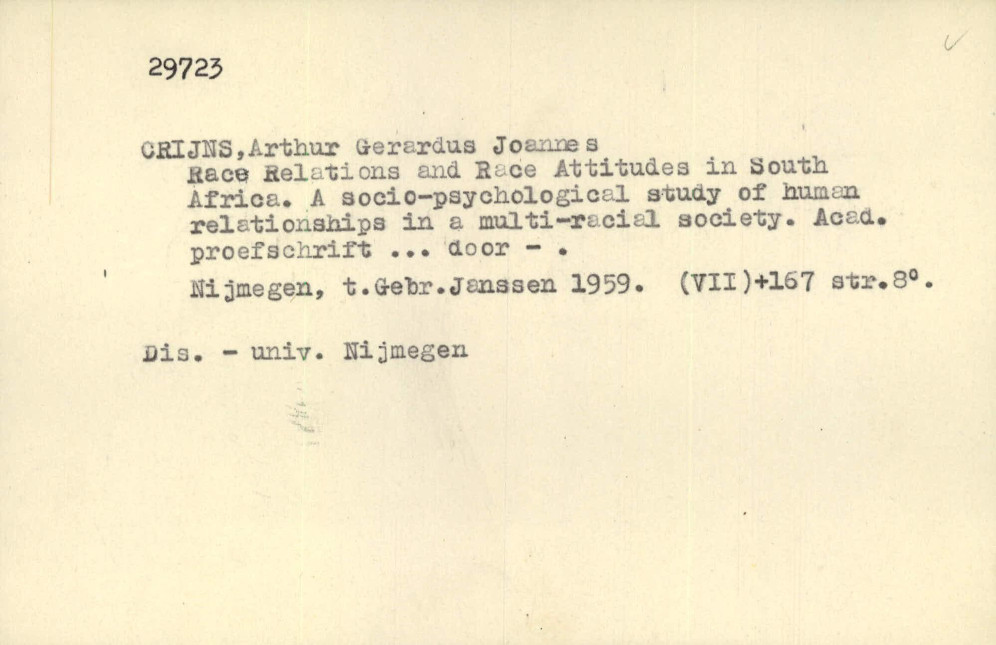 29723
CRIJNS,Arthur Gerardus Joannes
Race Relations and Race Attitudes in South
Africa. A socio-psychological study of human
relationships in a multi-racial society. Acad.
proefschrift ... door - .
Nijmegen, t.Gebr.Janssen 1959. (VII)+167 str.8°.
Dis. - univ. Nijmegen